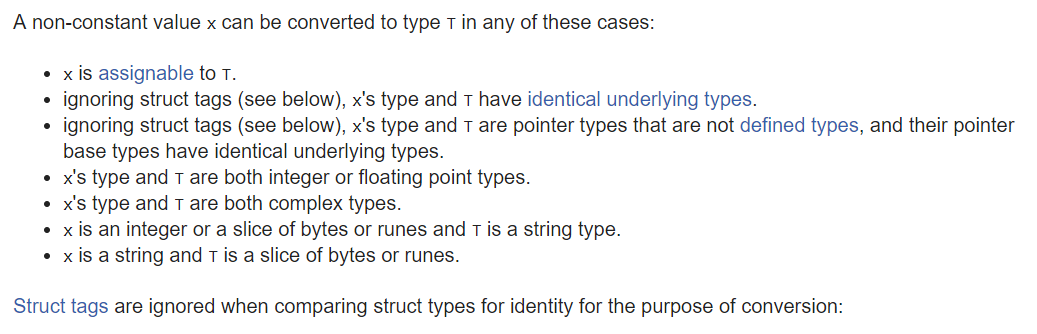 A non-constant value x can be converted to type T in any of these cases:
• x is assignable to T.
• ignoring struct tags (see below), x's type and T have identical underlying types.
• ignoring struct tags (see below), x's type and T are pointer types that are not defined types, and their pointer
base types have identical underlying types.
• x's type and T are both integer or floating point types.
• x's type and T are both complex types.
• x is an integer or a slice of bytes or runes and T is a string type.
• x is a string and T is a slice of bytes or runes.
Struct tags are ignored when comparing struct types for identity for the purpose of conversion: